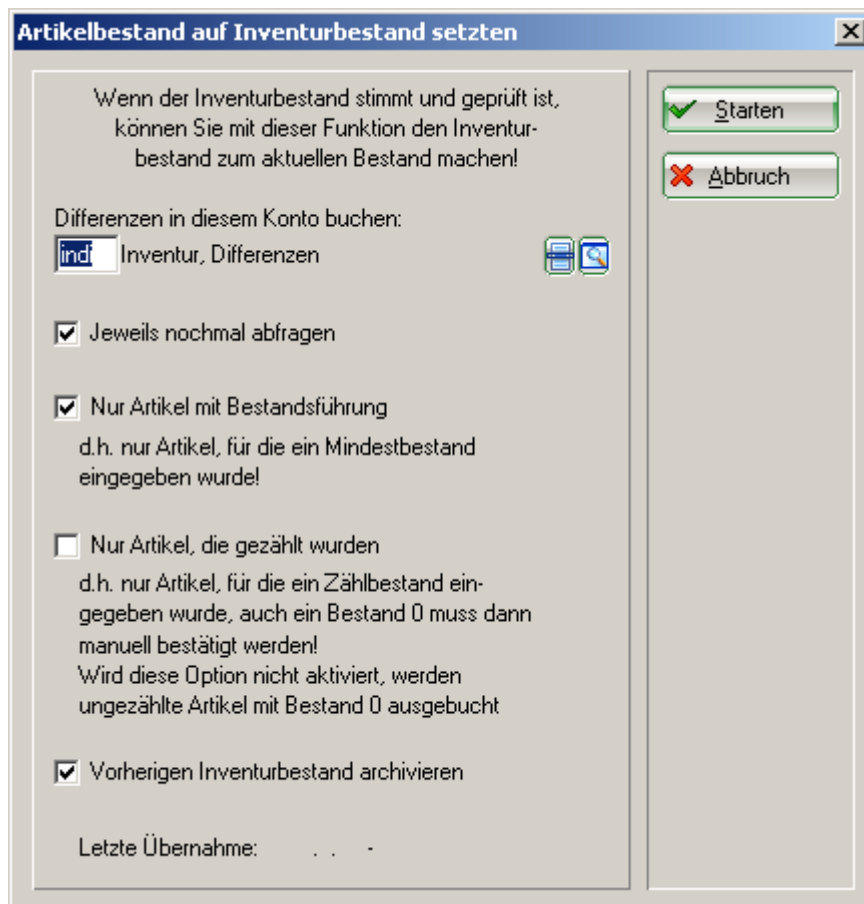 Artikelbestand auf Inventurbestand setzten
Wenn der Inventurbestand stimmt und geprüft ist,
können Sie mit dieser Funktion den Inventur-
bestand zum aktuellen Bestand machen!
Starten
Abbruch
Differenzen in diesem Konto buchen:
ind Inventur, Differenzen
Jeweils nochmal abfragen
Nur Artikel mit Bestandsführung
d.h. nur Artikel, für die ein Mindestbestand
eingegeben wurde!
Nur Artikel, die gezählt wurden
d.h. nur Artikel, für die ein Zählbestand ein-
gegeben wurde, auch ein Bestand 0 muss dann
manuell bestätigt werden!
Wird diese Option nicht aktiviert, werden
ungezählte Artikel mit Bestand 0 ausgebucht
Vorherigen Inventurbestand archivieren
Letzte Übernahme: . . -